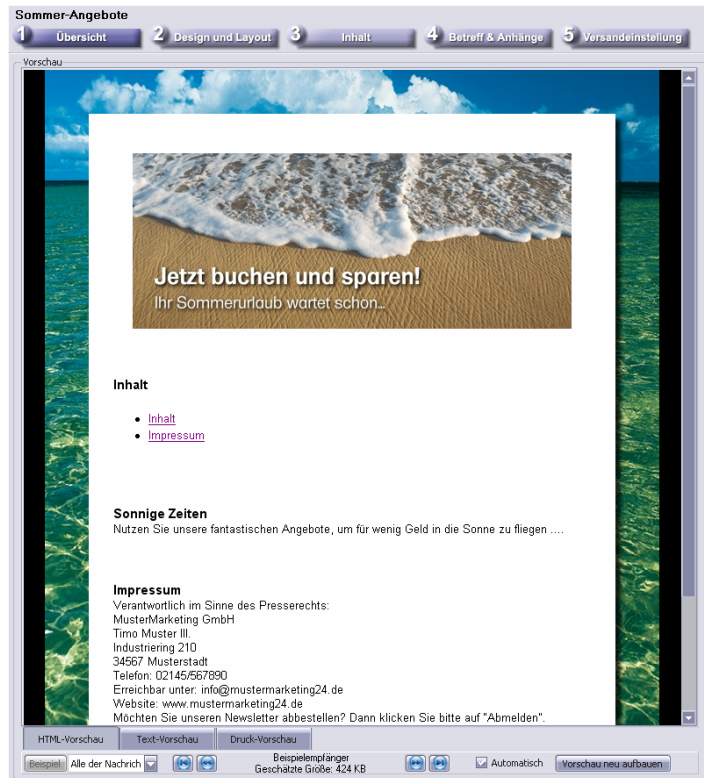 Sommer-Angebote
1 Übersicht 2 Design und Layout 3 Inhalt 4 Betreff & Anhänge 5 Versandeinstellung
Vorschau
Jetzt buchen und sparen!
Ihr Sommerurlaub wartet schon...
Inhalt
Inhalt
Impressum
Sonnige Zeiten
Nutzen Sie unsere fantastischen Angebote, um für wenig Geld in die Sonne zu fliegen ....
Impressum
Verantwortlich im Sinne des Presserechts:
MusterMarketing GmbH
Timo Muster III.
Industriering 210
34567 Musterstadt
Telefon: 02145/567890
Erreichbar unter: info@mustermarketing24.de
Website: www.mustermarketing24.de
Möchten Sie unseren Newsletter abbestellen? Dann klicken Sie bitte auf "Abmelden".
HTML-Vorschau Text-Vorschau Druck-Vorschau
Beispiel Alle der Nachrich Beispielempfänger Automatisch Vorschau neu aufbauen
Geschätzte Größe: 424 KB